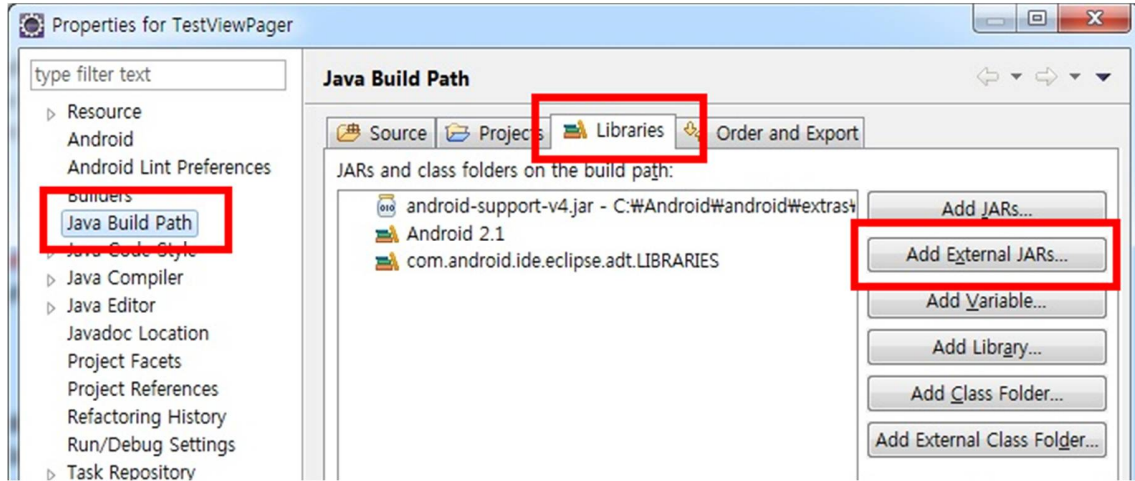 Properties for TestViewPager
type filter text
Resource
Android
Android Lint Preferences
Builders
Java Build Path
Java Code Style
Java Compiler
Java Editor
Javadoc Location
Project Facets
Project References
Refactoring History
Run/Debug Settings
Task Repository
Java Build Path
Source Projects Libraries Order and Export
JARs and class folders on the build path:
android-support-v4.jar - C:₩Android₩android₩extras₩
Android 2.1
com.android.ide.eclipse.adt.LIBRARIES
Add JARs...
Add External JARs...
Add Variable...
Add Library...
Add Class Folder...
Add External Class Folder...